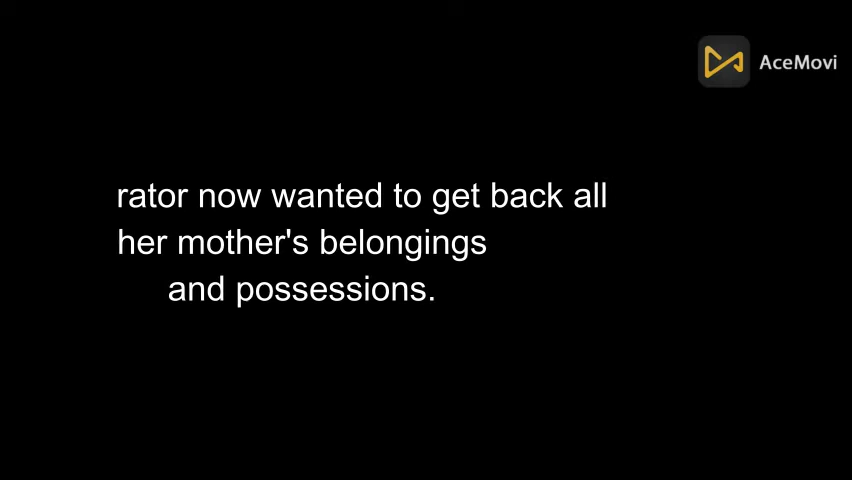 AceMovi
rator now wanted to get back all
her mother's belongings
and possessions.